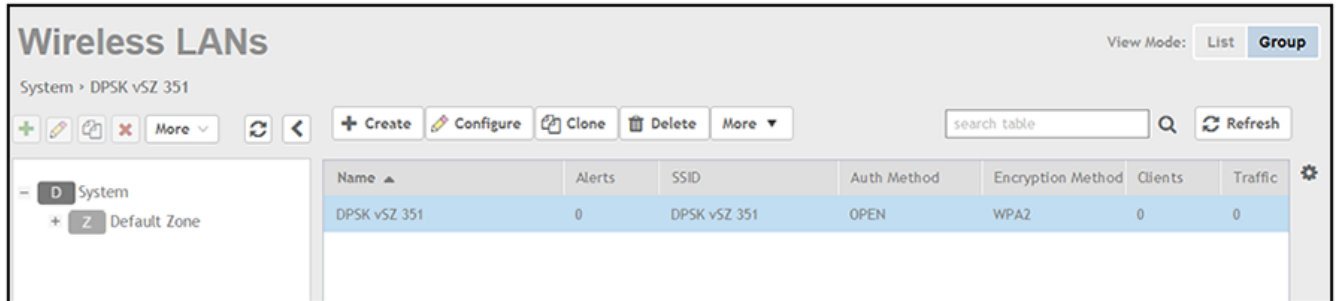 Wireless LANs
View Mode: List Group
System › DPSK vSZ 351
More
Create Configure Clone Delete More ▼ search table Refresh
Name ▲ Alerts SSID Auth Method Encryption Method Clients Traffic
D System
DPSK vSZ 351 0 DPSK vSZ 351 OPEN WPA2 0 0
Z Default Zone